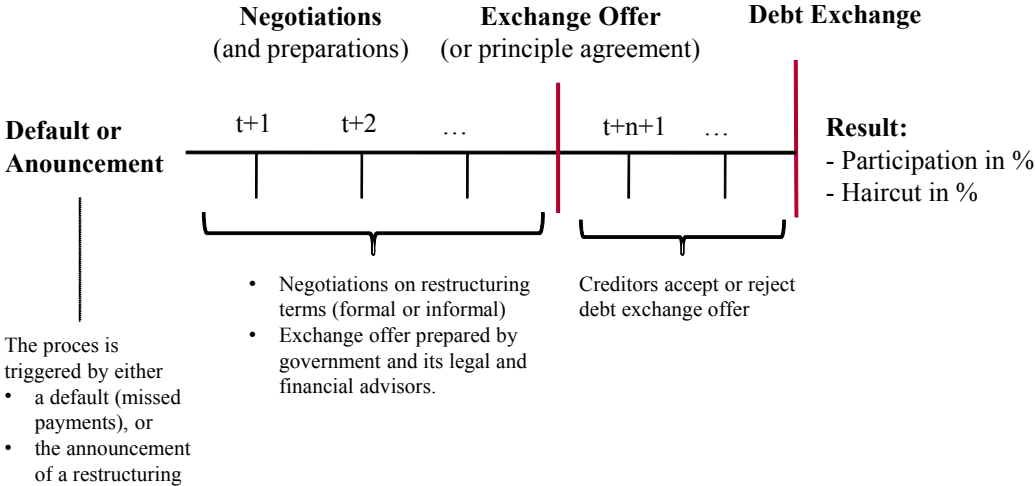 Negotiations
(and preparations)
Exchange Offer
(or principle agreement)
Debt Exchange
Default or
Anouncement
t+1
t+2
…
t+n+1
…
Result:
- Participation in %
- Haircut in %
• Negotiations on restructuring
terms (formal or informal)
• Exchange offer prepared by
government and its legal and
financial advisors.
Creditors accept or reject
debt exchange offer
The proces is
triggered by either
• a default (missed
payments), or
• the announcement
of a restructuring